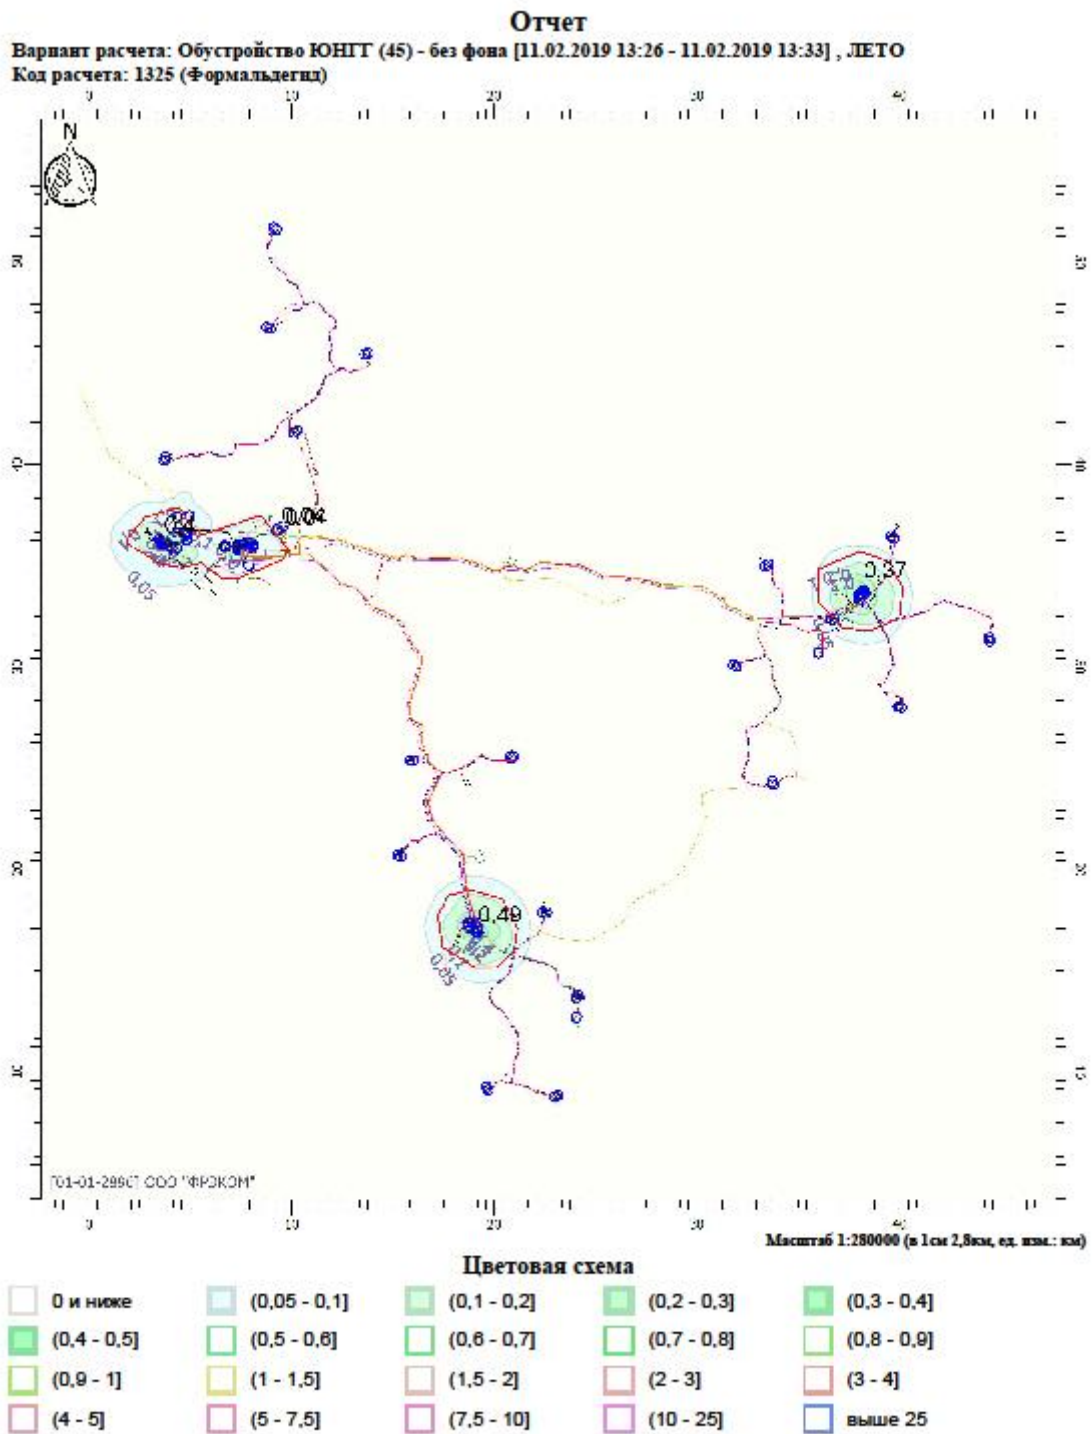 Отчет
Вариант расчета: Обустройство ЮНГГ (45) - без фона [11.02.2019 13:26 - 11.02.2019 13:33] , ЛЕТО
Код расчета: 1325 (Формальдегид)
0 10 20 30 40
N
50 50
40 40
0,04
0,05
0,37
30 30
20 20
0,49
0,05
10 10
ООО "ФРЭКОМ"
0 10 20 30 40
Масштаб 1:280000 (в 1см 2,8км, ед. изм.: км)
Цветовая схема
0 и ниже (0,05 - 0,1] (0,1 - 0,2] (0,2 - 0,3] (0,3 - 0,4]
(0,4 - 0,5] (0,5 - 0,6] (0,6 - 0,7] (0,7 - 0,8] (0,8 - 0,9]
(0,9 - 1] (1 - 1,5] (1,5 - 2] (2 - 3] (3 - 4]
(4 - 5] (5 - 7,5] (7,5 - 10] (10 - 25] выше 25